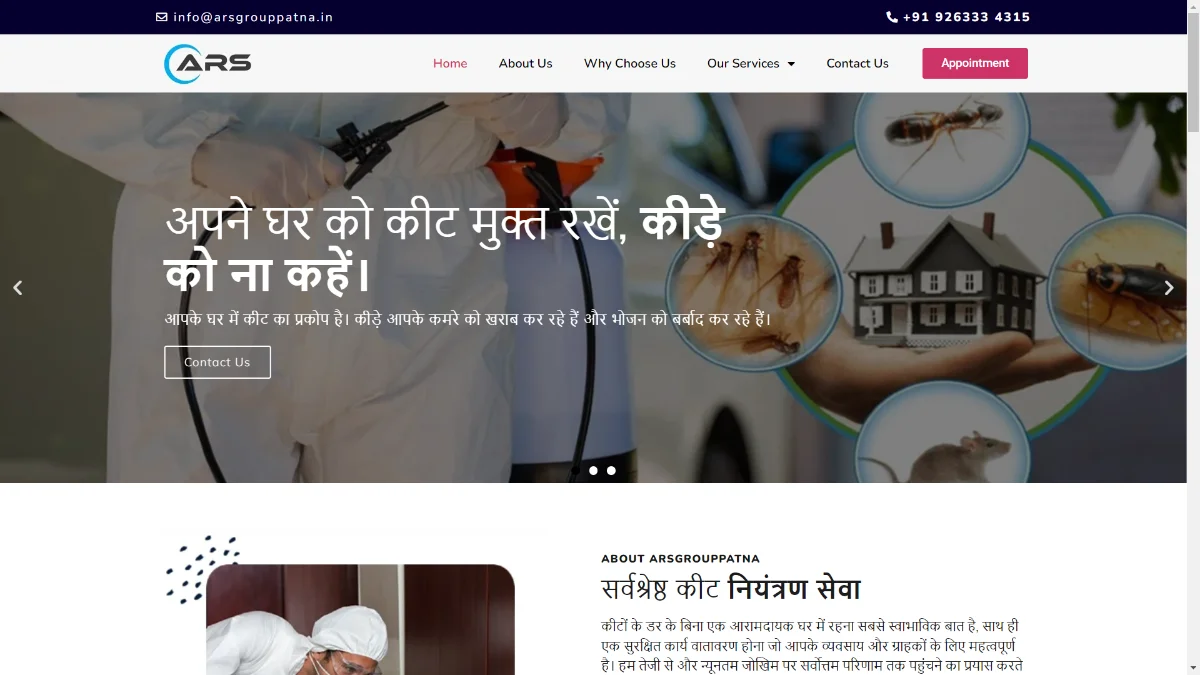 info@arsgrouppatna.in
+91 926333 4315
ARS
Home
About Us
Why Choose Us
Our Services
Contact Us
Appointment
अपने घर को कीट मुक्त रखें, कीड़े
को ना कहें।
आपके घर में कीट का प्रकोप है। कीड़े आपके कमरे को खराब कर रहे हैं और भोजन को बर्बाद कर रहे हैं।
Contact Us
ABOUT ARSGROUPPATNA
सर्वश्रेष्ठ कीट नियंत्रण सेवा
कीटों के डर के बिना एक आरामदायक घर में रहना सबसे स्वाभाविक बात है, साथ ही
एक सुरक्षित कार्य वातावरण होना जो आपके व्यवसाय और ग्राहकों के लिए महत्वपूर्ण
है। हम तेजी से और न्यूनतम जोखिम पर सर्वोत्तम परिणाम तक पहुंचने का प्रयास करते